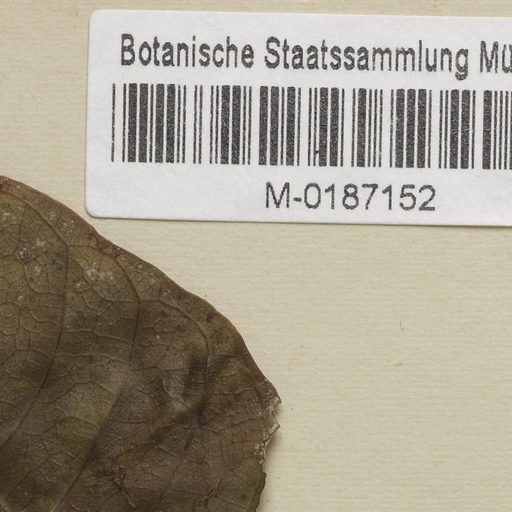 Botanische Staatssammlung Mü
M-0187152